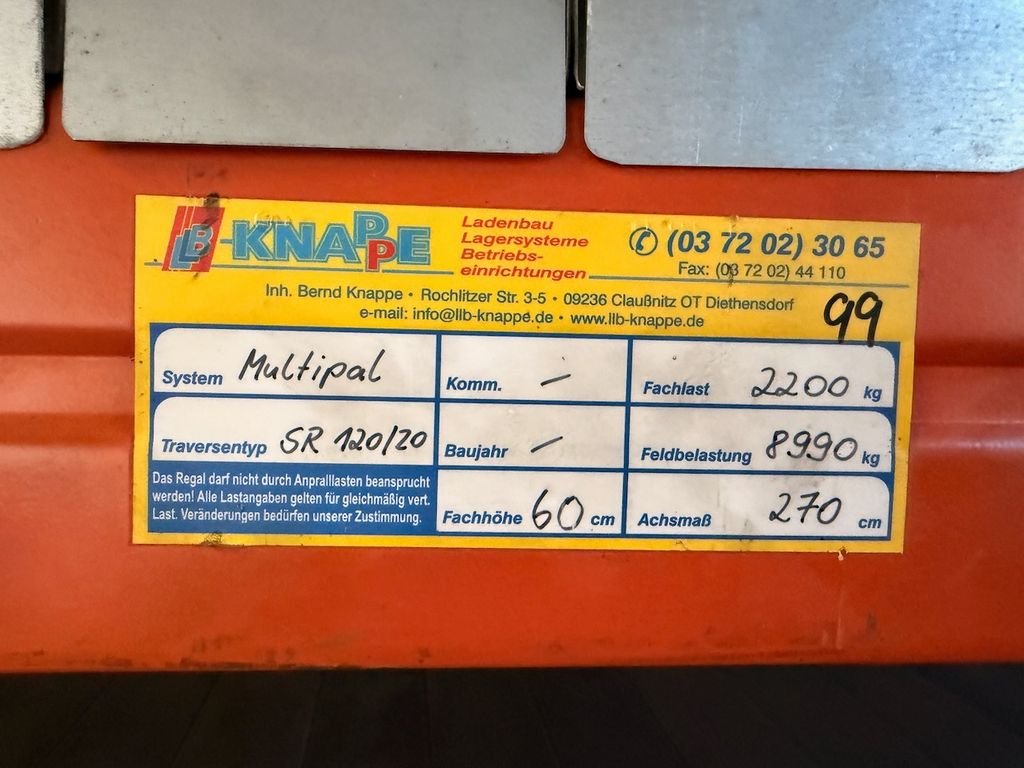 LLB-KNAPPE
Ladenbau
Lagersysteme
Betriebs-
einrichtungen
✆ (03 72 02) 30 65
Fax: (03 72 02) 44 110
Inh. Bernd Knappe • Rochlitzer Str. 3-5 • 09236 Claußnitz OT Diethensdorf
e-mail: info@llb-knappe.de • www.llb-knappe.de
99
System Multipal
Komm. –
Fachlast 2200 kg
Traversentyp SR 120/20
Baujahr –
Feldbelastung 8990 kg
Das Regal darf nicht durch Anpralllasten beansprucht
werden! Alle Lastangaben gelten für gleichmäßig vert.
Last. Veränderungen bedürfen unserer Zustimmung.
Fachhöhe 60 cm
Achsmaß 270 cm